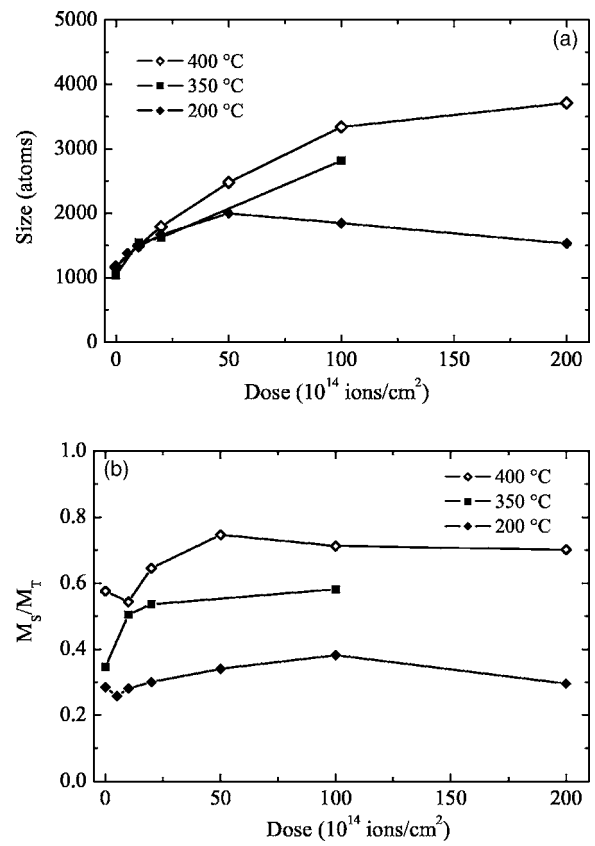 (a)
400 °C
350 °C
200 °C
5000
4000
3000
2000
1000
0
Size (atoms)
0 50 100 150 200
Dose (10^14 ions/cm^2)
(b)
400 °C
350 °C
200 °C
1.0
0.8
0.6
0.4
0.2
0.0
M_S/M_T
0 50 100 150 200
Dose (10^14 ions/cm^2)